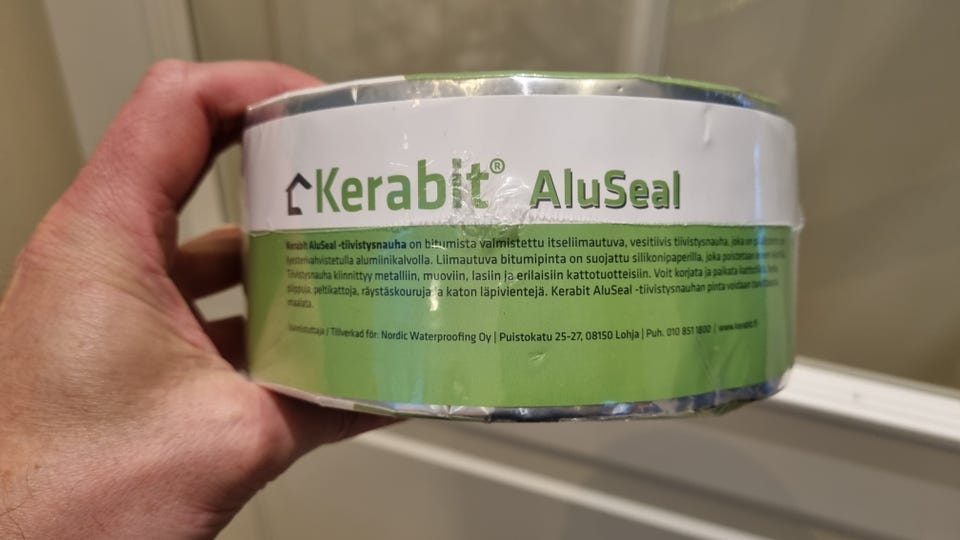 Kerabit® AluSeal
Kerabit AluSeal -tiivistysnauha on bitumista valmistettu itseliimautuva, vesitiivis tiivistysnauha, joka on
alumiinikalvolla. Liimautuva bitumipinta on suojattu silikonipaperilla, joka poistetaan
Tiivistysnauha kiinnittyy metalliin, muoviin, lasiin ja erilaisiin kattotuotteisiin. Voit korjata ja paikata
piippuja, peltikattoja, räystäskouruja ja katon läpivientejä. Kerabit AluSeal -tiivistysnauhan pinta voidaan
maalata.
Valmistuttaja / Tillverkad för: Nordic Waterproofing Oy | Puistokatu 25-27, 08150 Lohja | Puh. 010 851 1800 | www.kerabit.fi